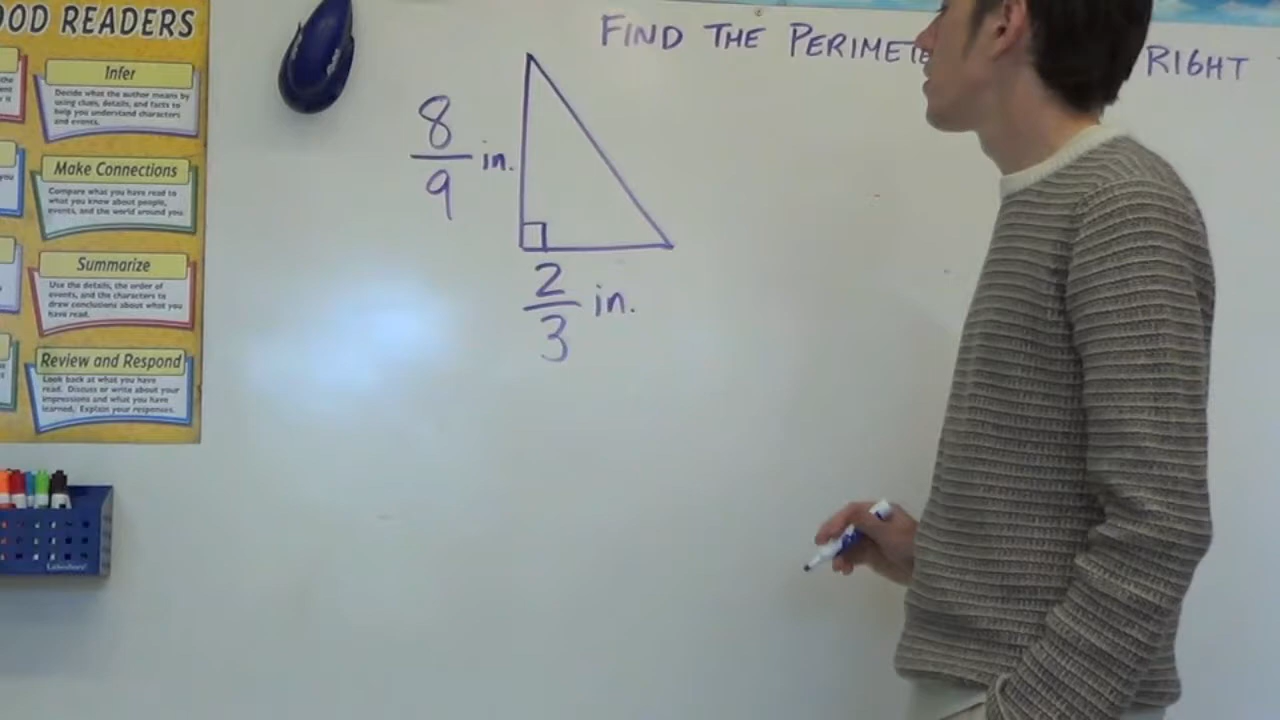 OOD READERS
Infer
Decide what the author means by
using clues, details, and facts to
help you understand characters
and events.
Make Connections
Compare what you have read to
what you know about people,
events, and the world around you.
Summarize
Use the details, the order of
events, and the characters to
draw conclusions about what you
have read.
Review and Respond
Look back at what you have
read. Discuss or write about your
impressions and what you have
learned. Explain your responses.
FIND THE PERIMETE RIGHT
8
9
in.
2
3
in.
Lakeshore